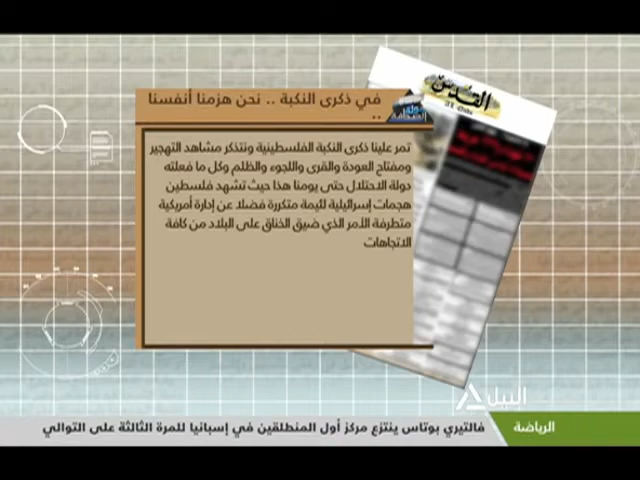 القدس
في ذكرى النكبة .. نحن هزمنا أنفسنا
..
الصحافة
تمر علينا ذكرى النكبة الفلسطينية ونتذكر مشاهد التهجير
ومفتاح العودة والقرى واللجوء والظلم وكل ما فعلته
دولة الاحتلال حتى يومنا هذا حيث تشهد فلسطين
هجمات إسرائيلية لئيمة متكررة فضلا عن إدارة أمريكية
متطرفة الأمر الذي ضيق الخناق على البلاد من كافة
الاتجاهات
النيل
الرياضة
فالتيري بوتاس ينتزع مركز أول المنطلقين في إسبانيا للمرة الثالثة على التوالي